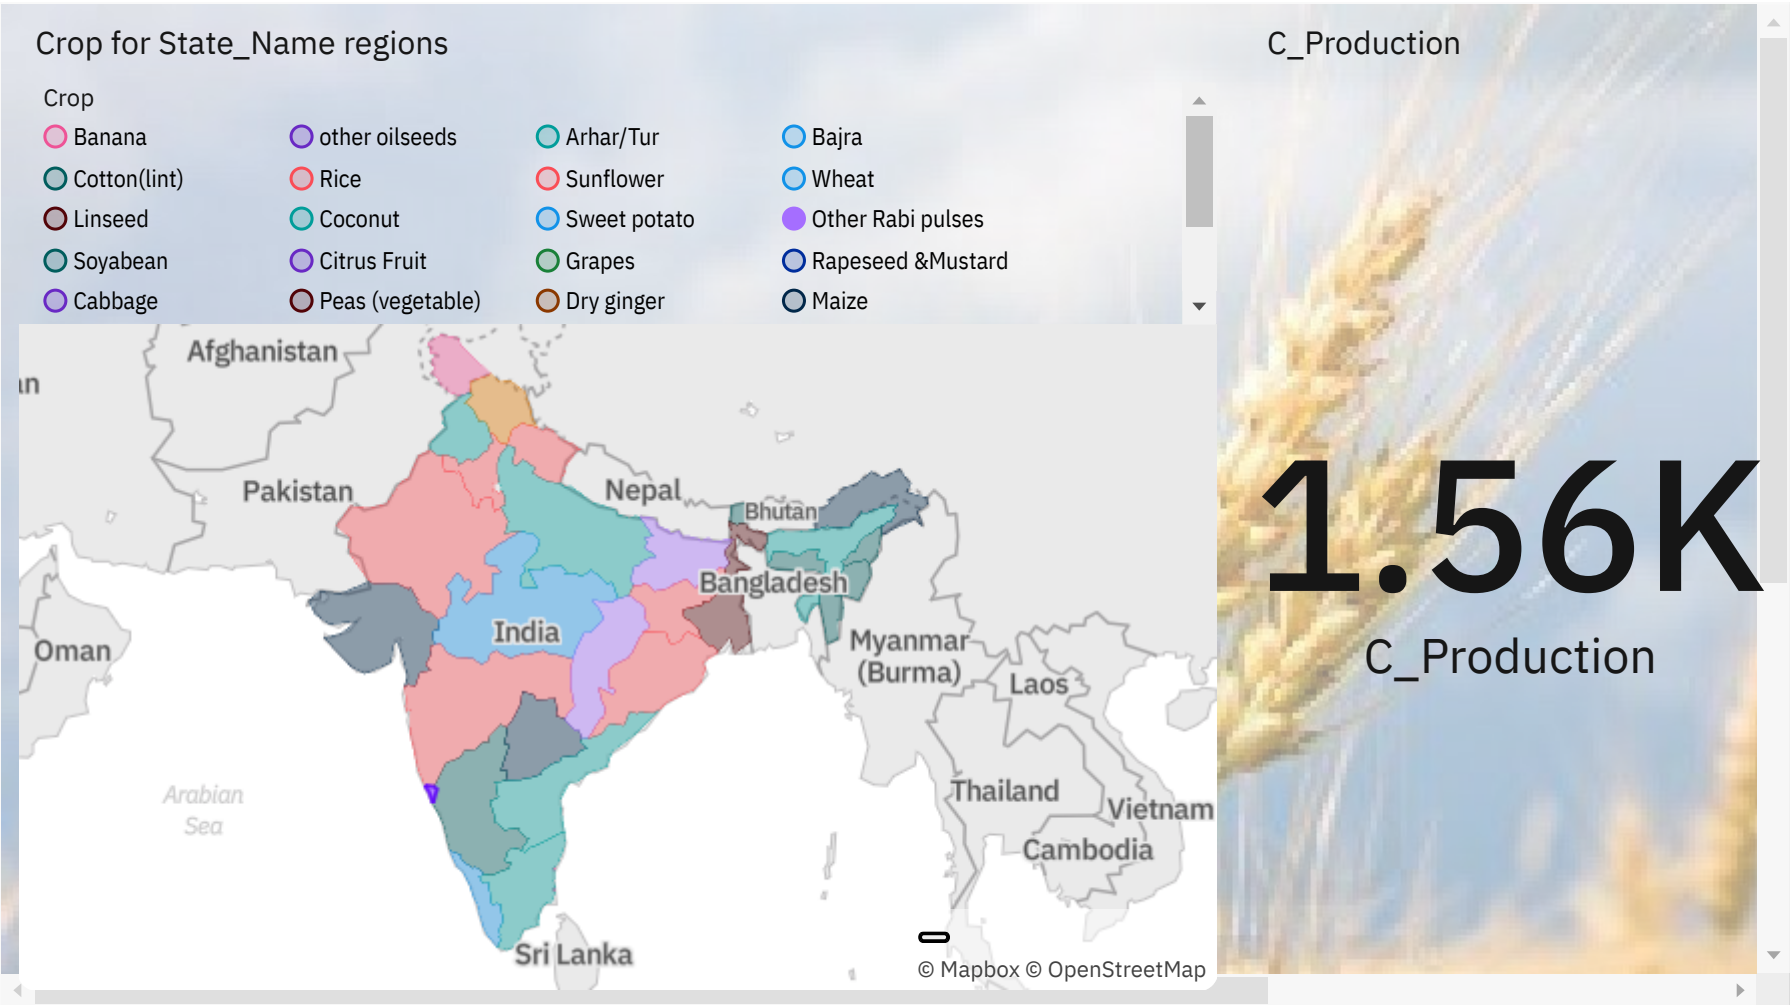 Crop for State_Name regions
C_Production
Crop
Banana other oilseeds Arhar/Tur Bajra
Cotton(lint) Rice Sunflower Wheat
Linseed Coconut Sweet potato Other Rabi pulses
Soyabean Citrus Fruit Grapes Rapeseed &Mustard
Cabbage Peas (vegetable) Dry ginger Maize
Afghanistan
an
Pakistan
Nepal
Bhutan
1.56K
C_Production
Bangladesh
India
Oman
Myanmar
(Burma)
Laos
Arabian
Sea
Thailand
Vietnam
Cambodia
Sri Lanka
© Mapbox © OpenStreetMap